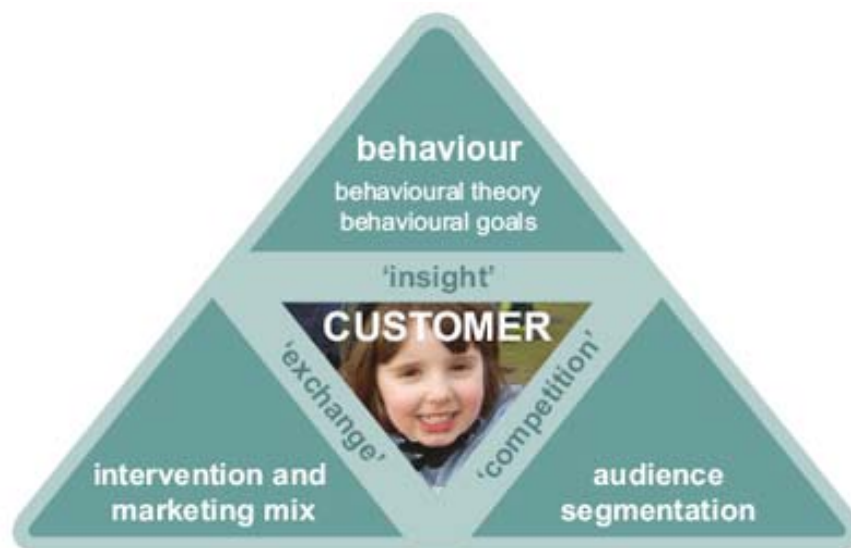 behaviour
behavioural theory
behavioural goals
‘insight’
CUSTOMER
‘exchange’
‘competition’
intervention and
marketing mix
audience
segmentation